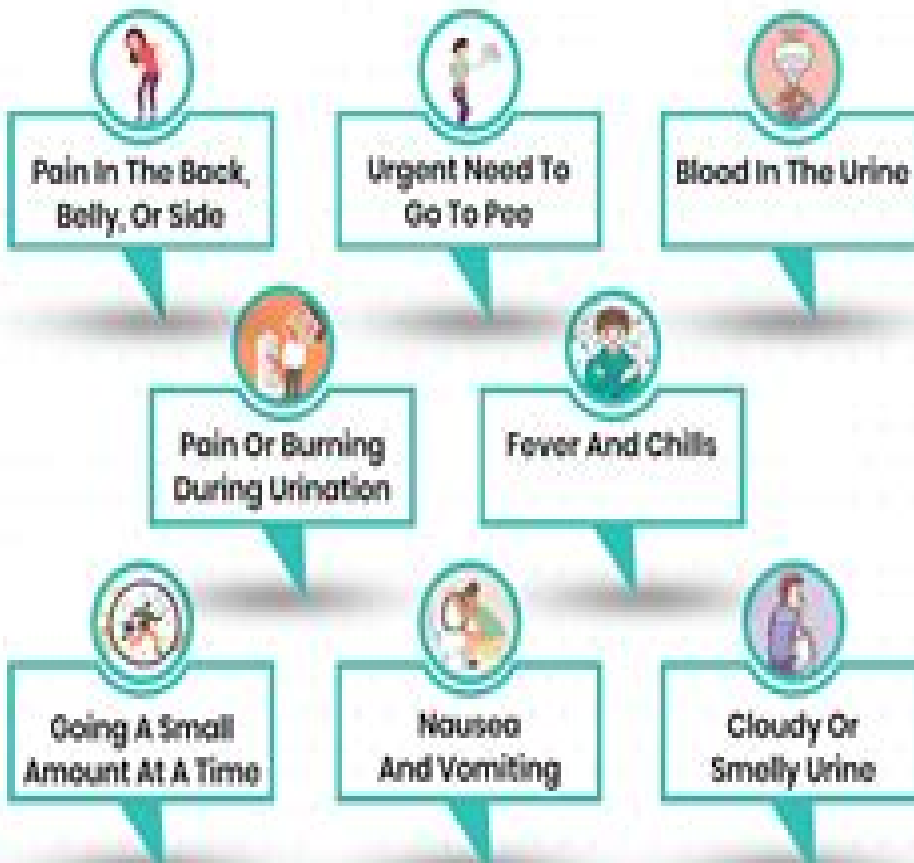 Pain In The Back,
Belly, Or Side
Urgent Need To
Go To Pee
Blood In The Urine
Pain Or Burning
During Urination
Fever And Chills
Going A Small
Amount At A Time
Nausea
And Vomiting
Cloudy Or
Smelly Urine